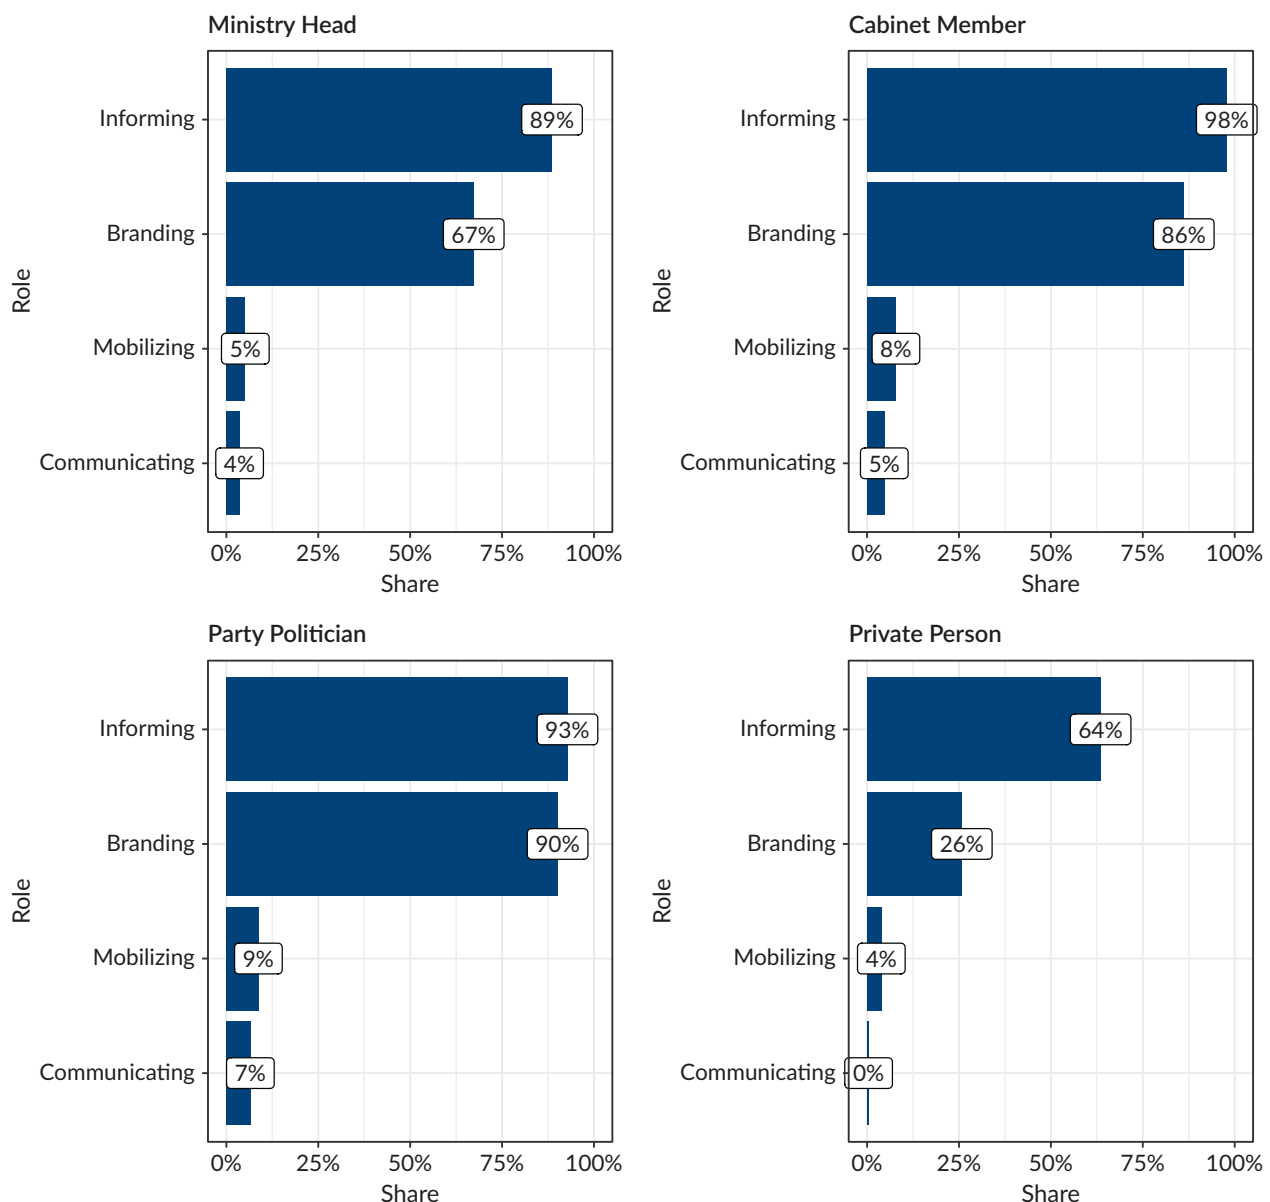 Ministry Head
Informing
89%
Branding
67%
Mobilizing
5%
Communicating
4%
Role
0% 25% 50% 75% 100%
Share
Cabinet Member
Informing
98%
Branding
86%
Mobilizing
8%
Communicating
5%
Role
0% 25% 50% 75% 100%
Share
Party Politician
Informing
93%
Branding
90%
Mobilizing
9%
Communicating
7%
Role
0% 25% 50% 75% 100%
Share
Private Person
Informing
64%
Branding
26%
Mobilizing
4%
Communicating
0%
Role
0% 25% 50% 75% 100%
Share